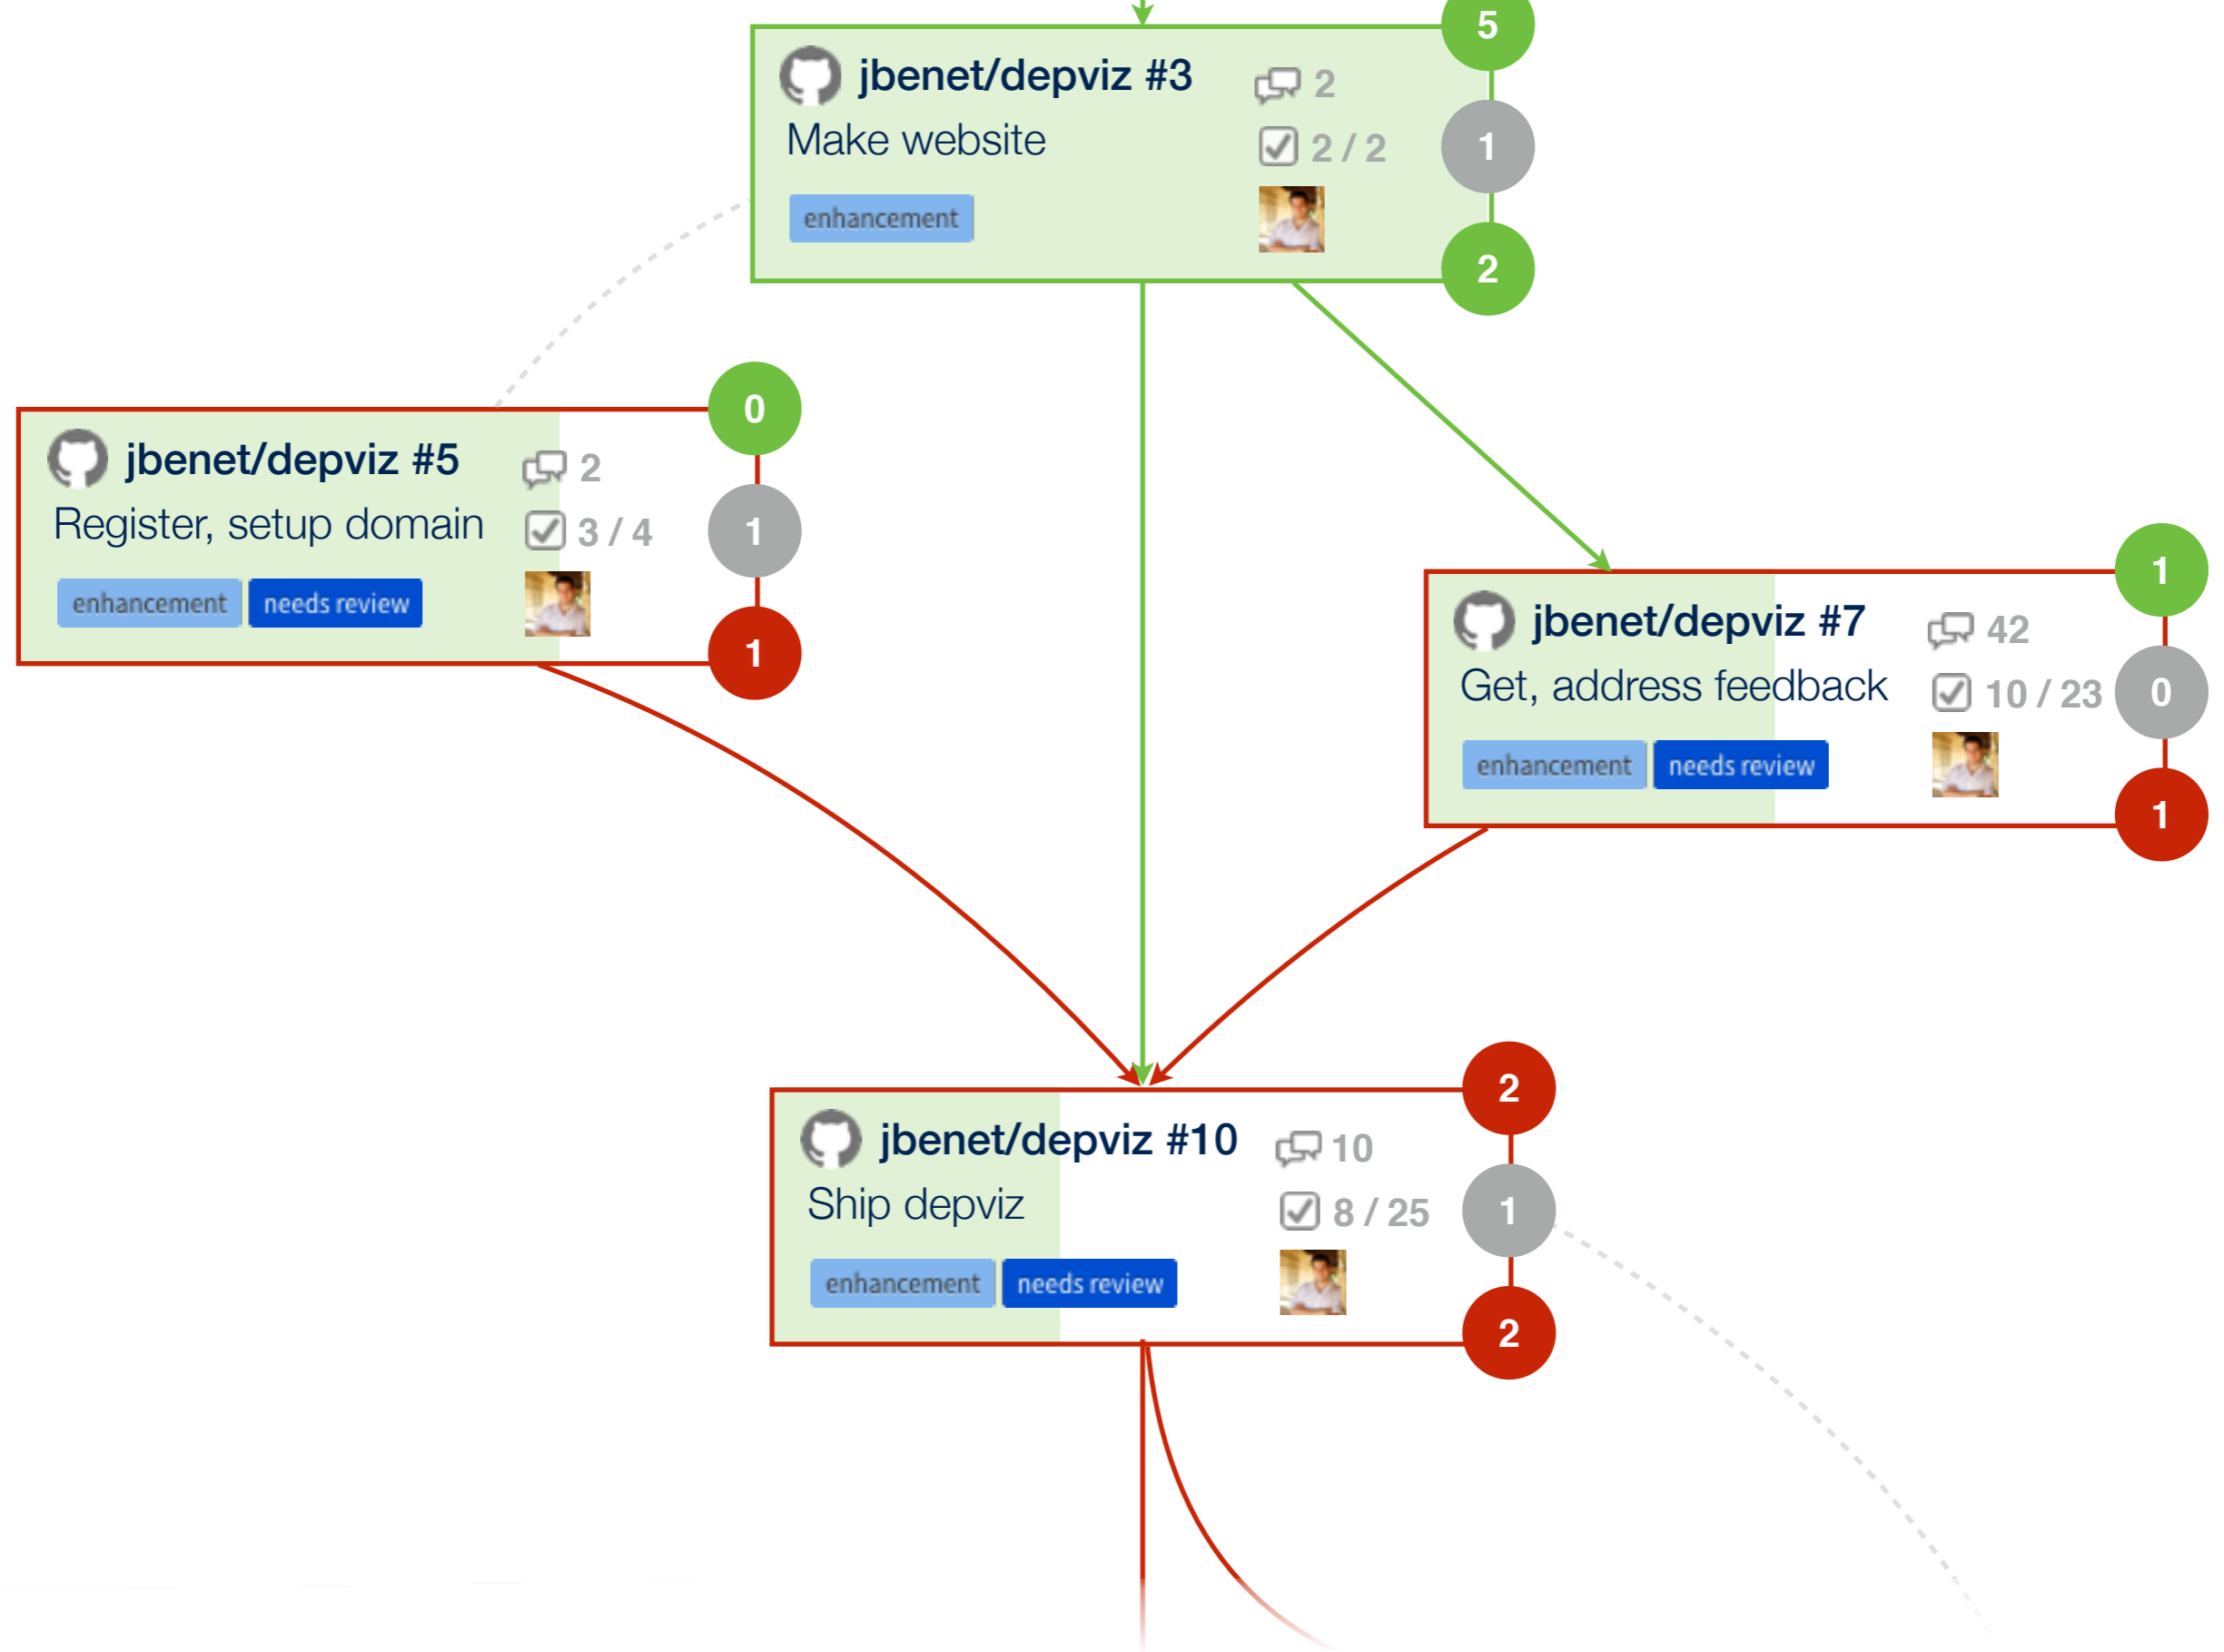 5
jbenet/depviz #3
2
Make website
2 / 2
1
enhancement
2
0
jbenet/depviz #5
2
Register, setup domain
3 / 4
1
enhancement
needs review
1
1
jbenet/depviz #7
42
Get, address feedback
10 / 23
0
enhancement
needs review
1
2
jbenet/depviz #10
10
Ship depviz
8 / 25
1
enhancement
needs review
2